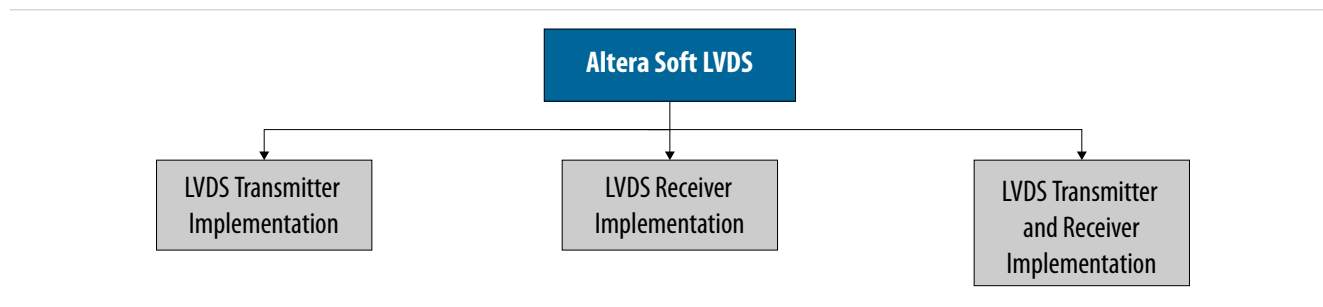 Altera Soft LVDS
LVDS Transmitter
Implementation
LVDS Receiver
Implementation
LVDS Transmitter
and Receiver
Implementation